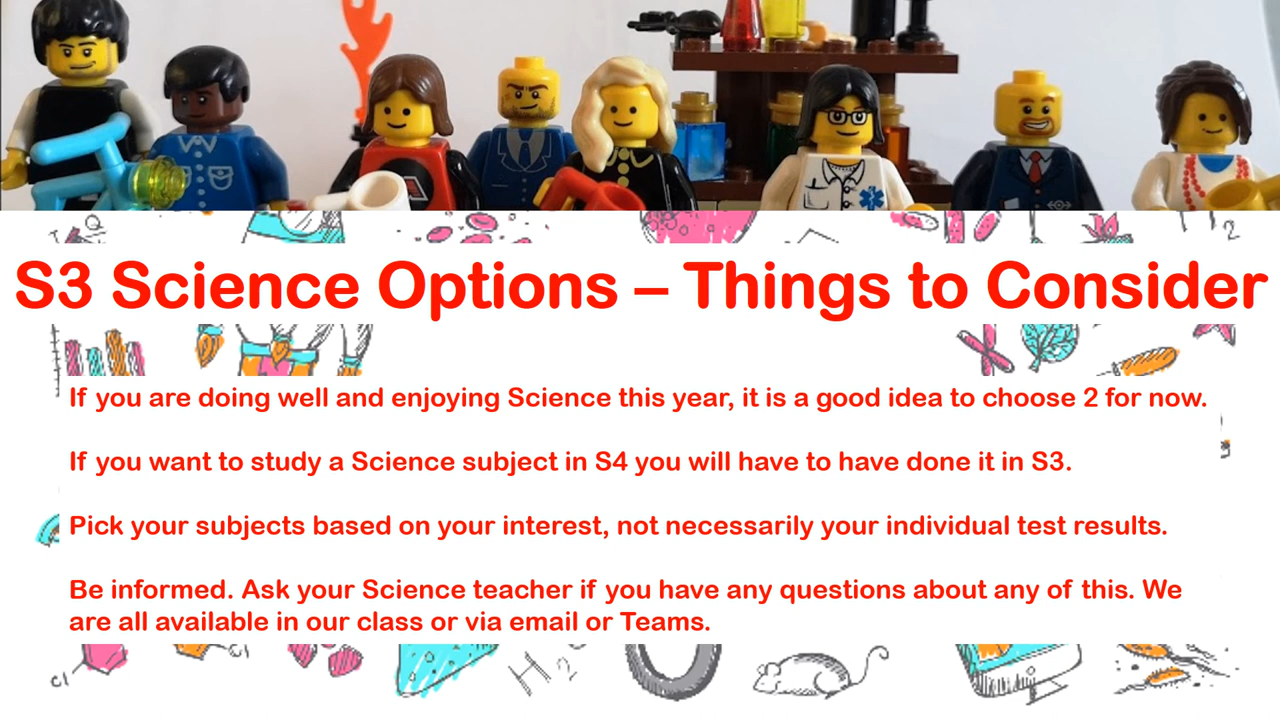 S3 Science Options – Things to Consider
If you are doing well and enjoying Science this year, it is a good idea to choose 2 for now.
If you want to study a Science subject in S4 you will have to have done it in S3.
Pick your subjects based on your interest, not necessarily your individual test results.
Be informed. Ask your Science teacher if you have any questions about any of this. We
are all available in our class or via email or Teams.
Cl
Cl
H2O